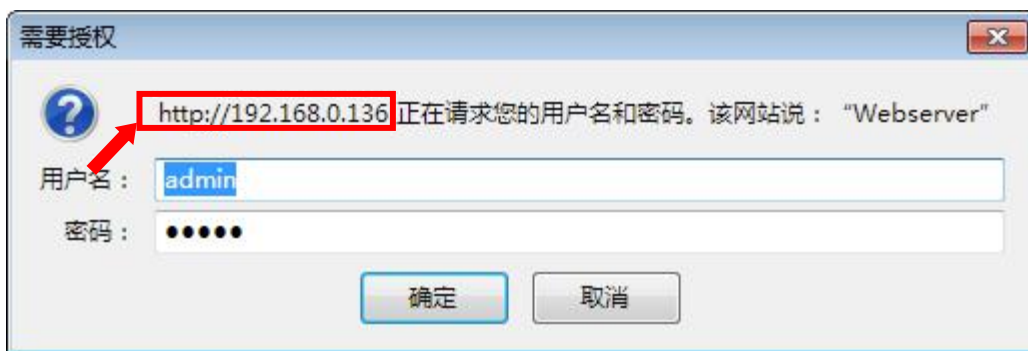 需要授权
http://192.168.0.136 正在请求您的用户名和密码。该网站说：“Webserver”
用户名：admin
密码：●●●●●
确定 取消